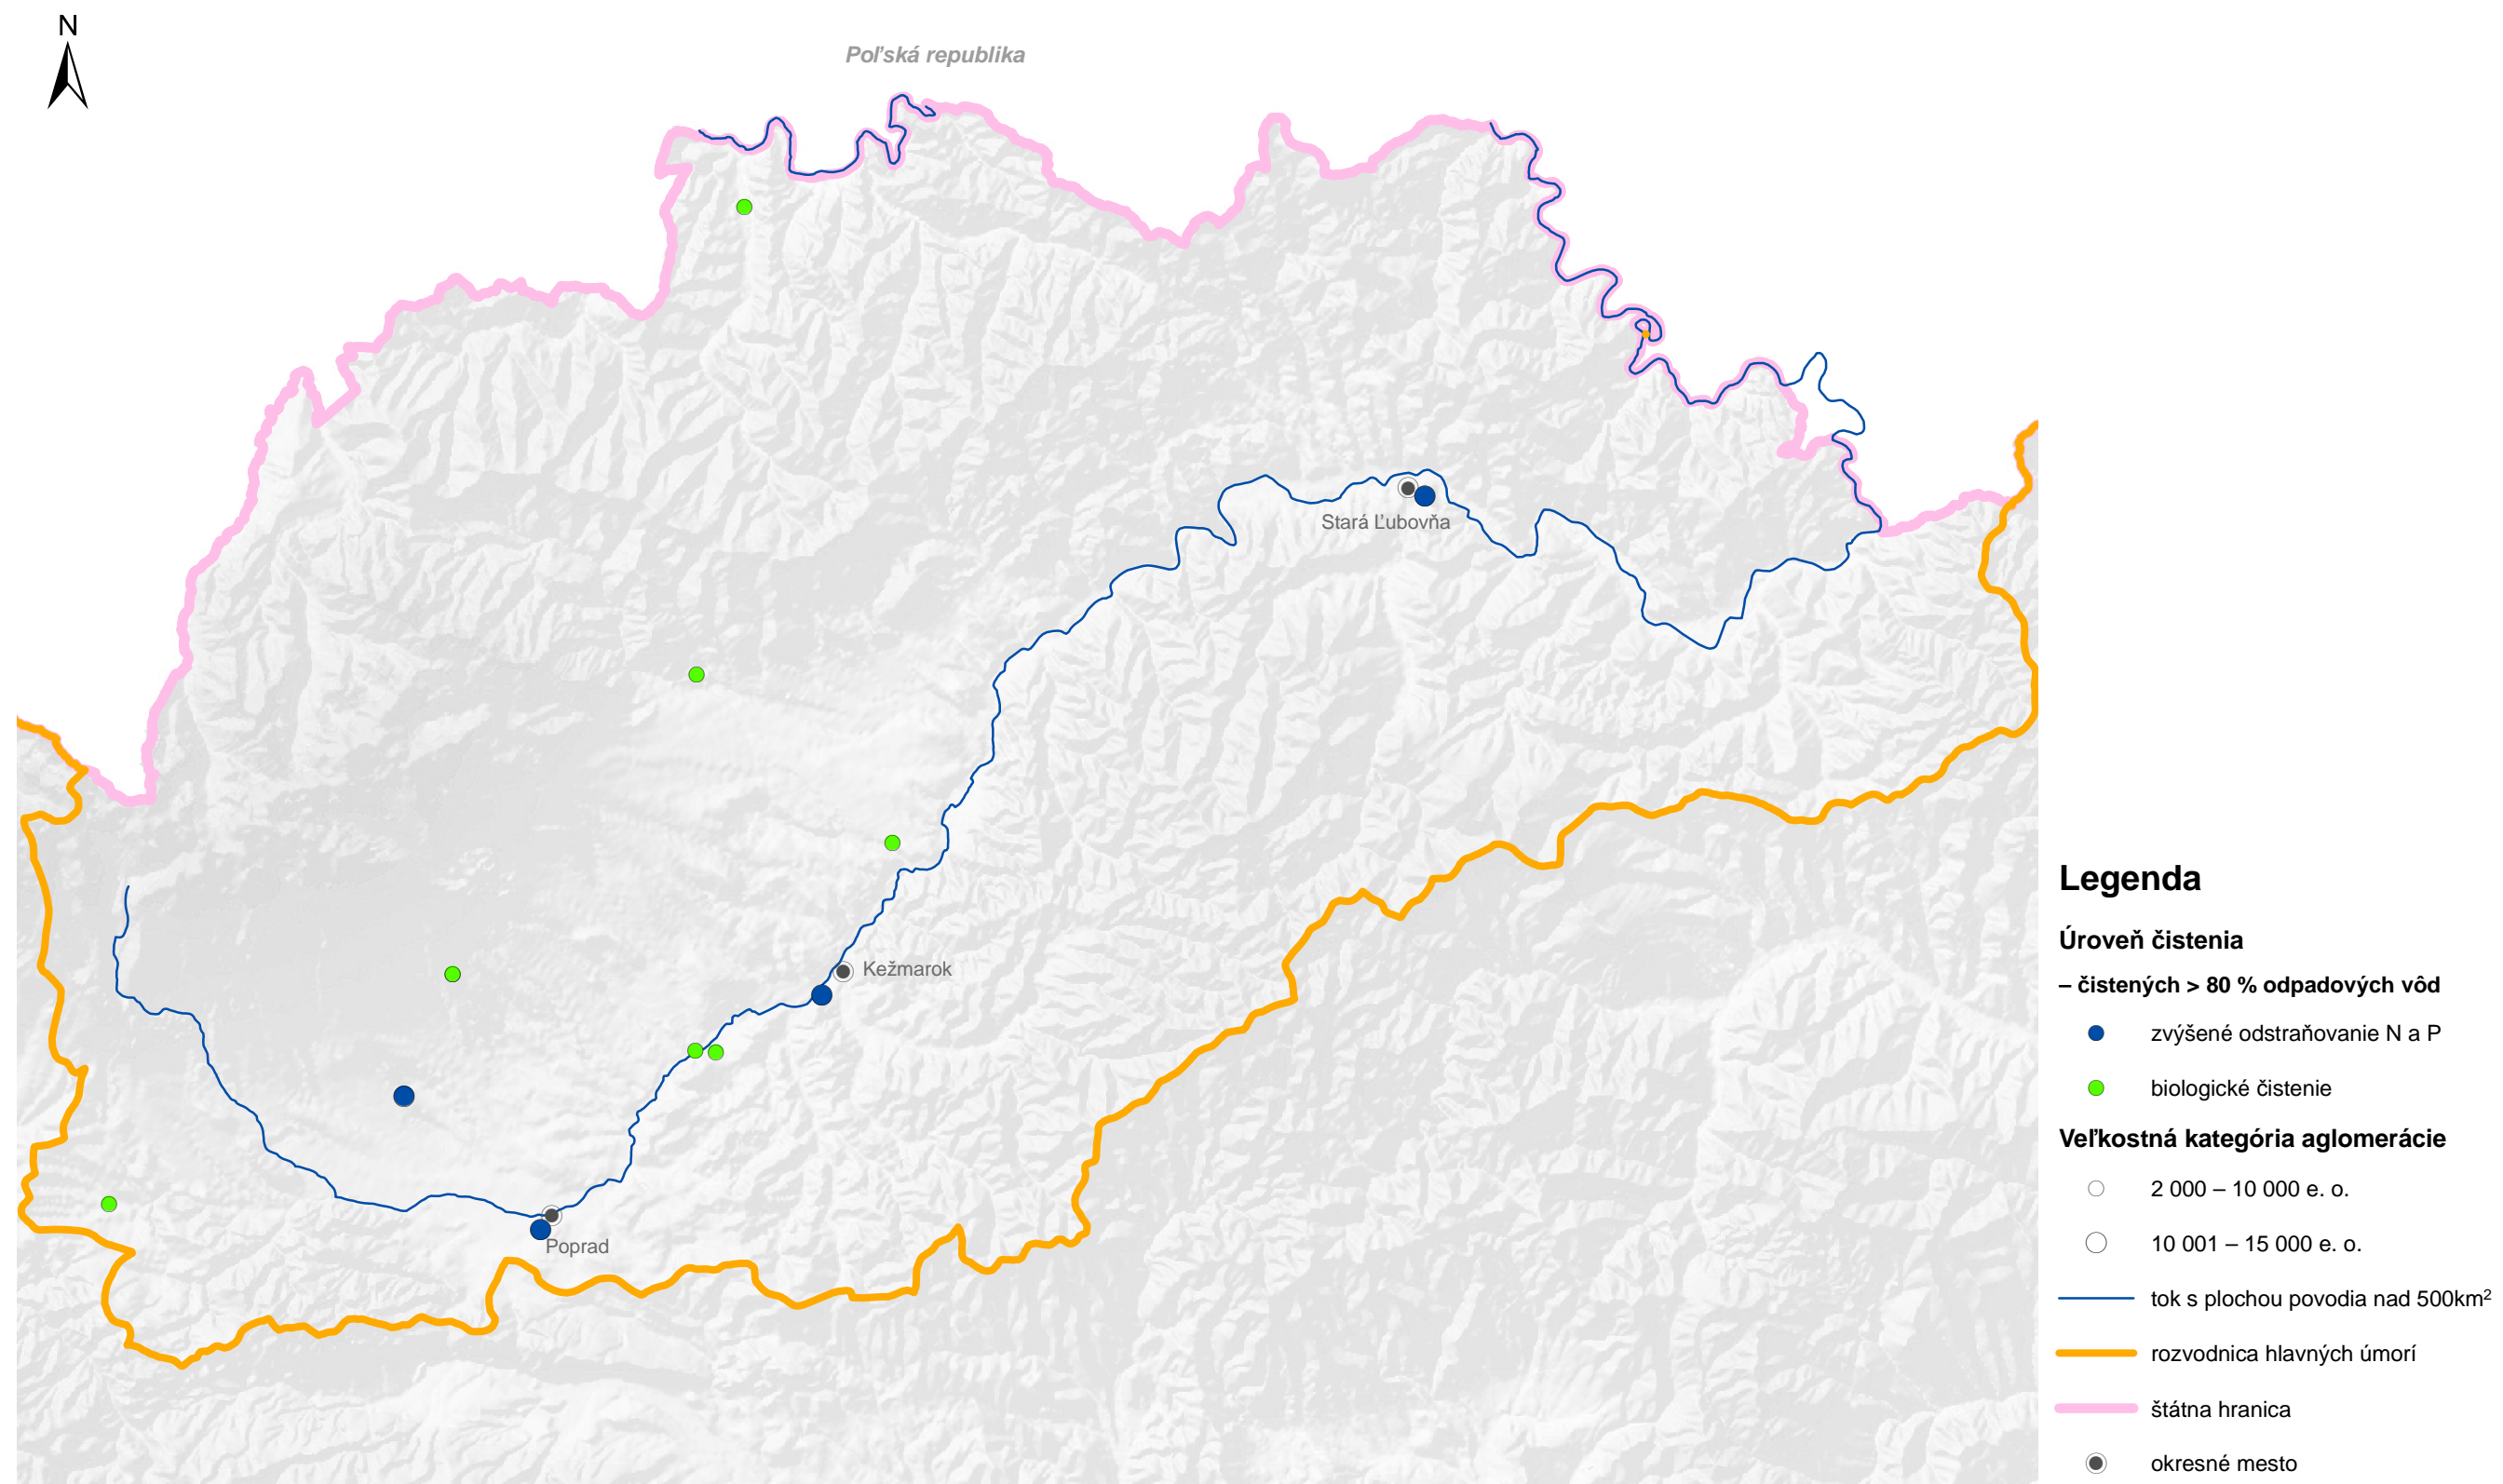 N
Poľská republika
Stará Ľubovňa
Kežmarok
Poprad
Legenda
Úroveň čistenia
– čistených > 80 % odpadových vôd
zvýšené odstraňovanie N a P
biologické čistenie
Veľkostná kategória aglomerácie
2 000 – 10 000 e. o.
10 001 – 15 000 e. o.
tok s plochou povodia nad 500km²
rozvodnica hlavných úmorí
štátna hranica
okresné mesto